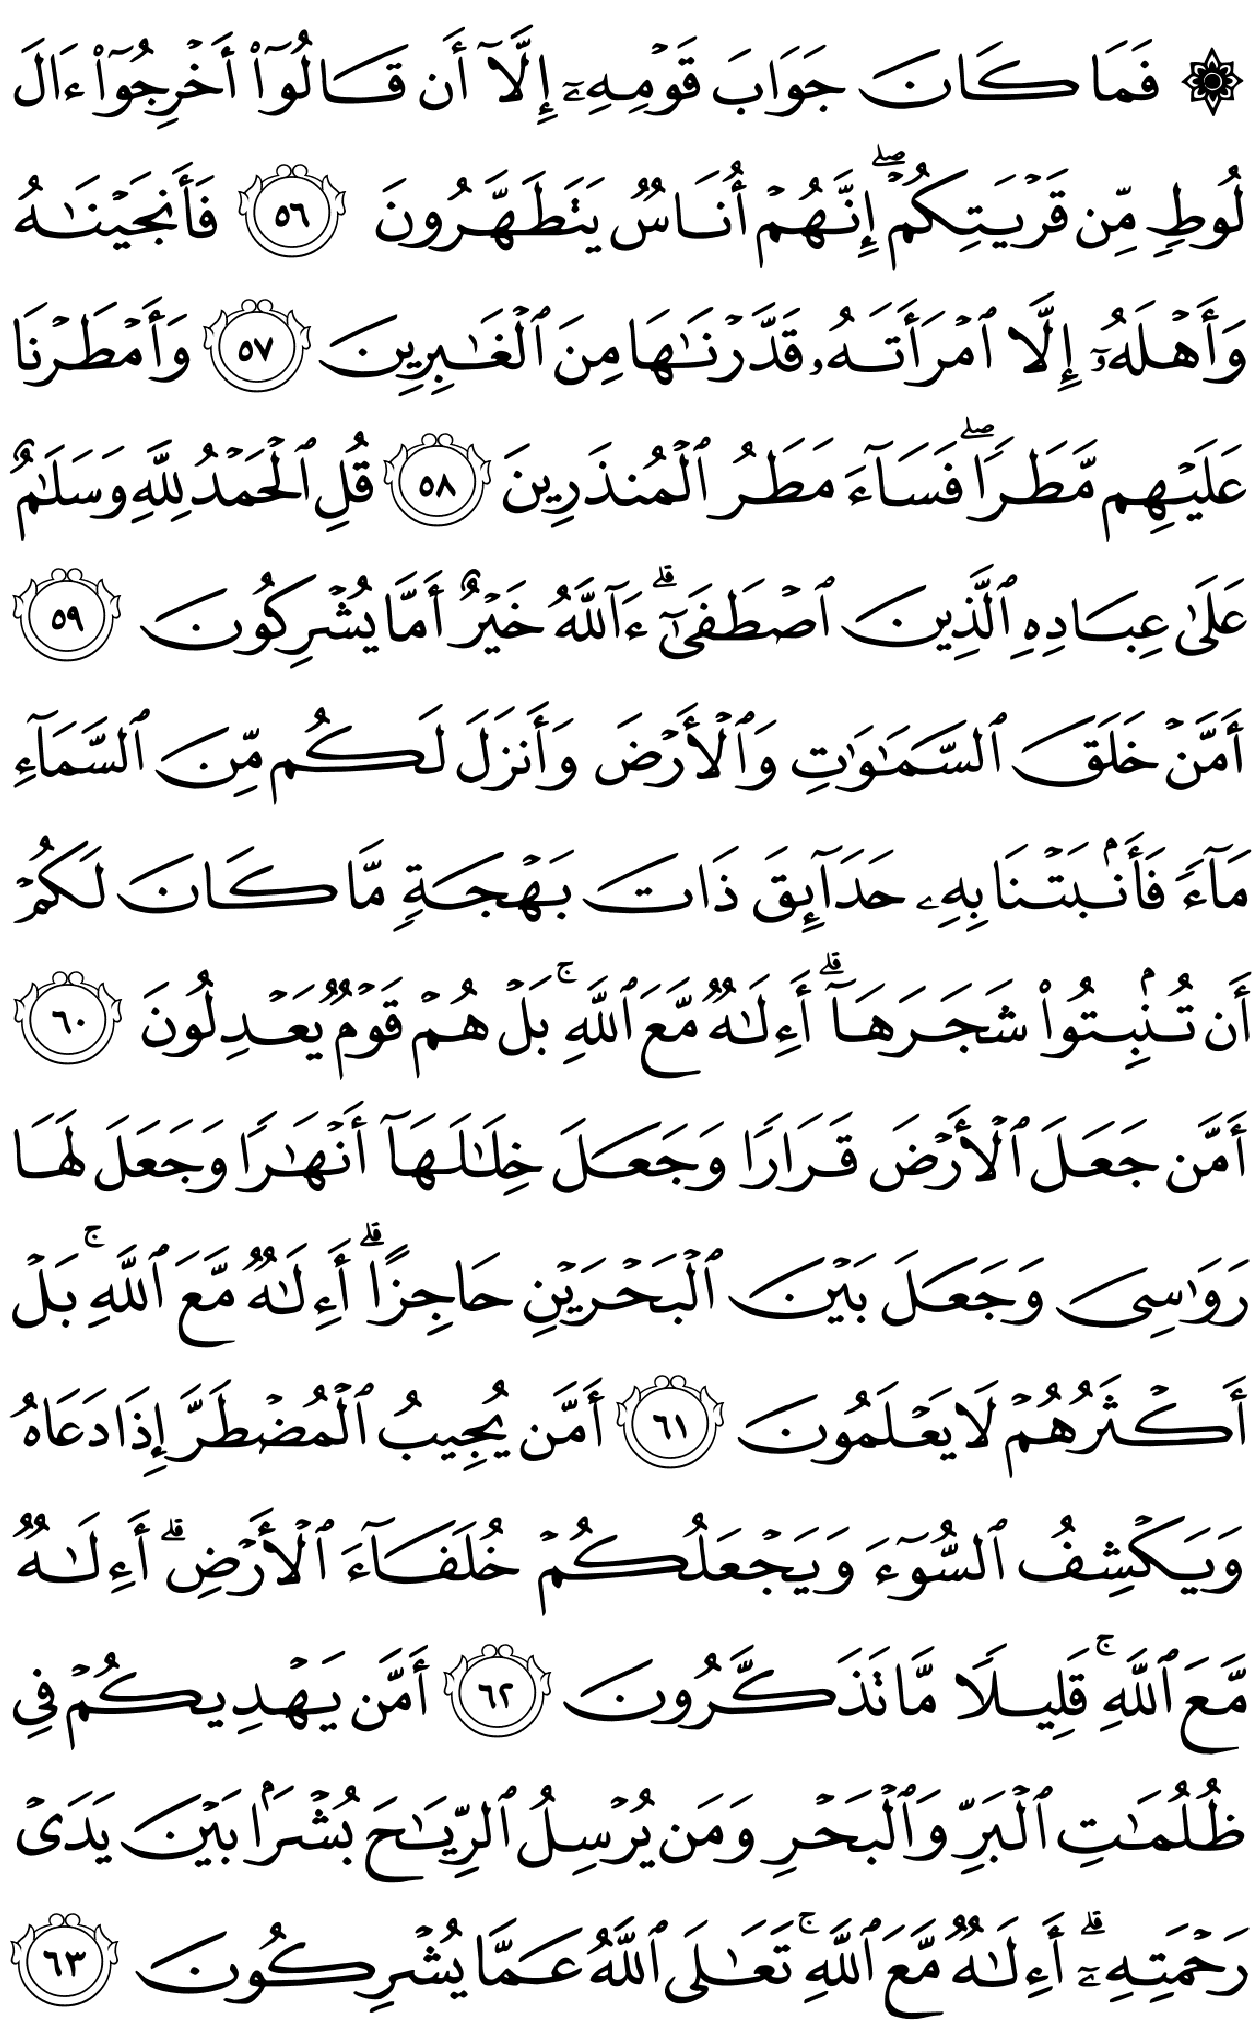 ۞ فَمَا كَانَ جَوَابَ قَوْمِهِۦٓ إِلَّآ أَن قَالُوٓا۟ أَخْرِجُوٓا۟ ءَالَ
لُوطٍ مِّن قَرْيَتِكُمْ ۖ إِنَّهُمْ أُنَاسٌ يَتَطَهَّرُونَ ٥٦ فَأَنجَيْنَـٰهُ
وَأَهْلَهُۥٓ إِلَّا ٱمْرَأَتَهُۥ قَدَّرْنَـٰهَا مِنَ ٱلْغَـٰبِرِينَ ٥٧ وَأَمْطَرْنَا
عَلَيْهِم مَّطَرًا ۖ فَسَآءَ مَطَرُ ٱلْمُنذَرِينَ ٥٨ قُلِ ٱلْحَمْدُ لِلَّهِ وَسَلَـٰمٌ
عَلَىٰ عِبَادِهِ ٱلَّذِينَ ٱصْطَفَىٰٓ ۗ ءَآللَّهُ خَيْرٌ أَمَّا يُشْرِكُونَ ٥٩
أَمَّنْ خَلَقَ ٱلسَّمَـٰوَٰتِ وَٱلْأَرْضَ وَأَنزَلَ لَكُم مِّنَ ٱلسَّمَآءِ
مَآءً فَأَنۢبَتْنَا بِهِۦ حَدَآئِقَ ذَاتَ بَهْجَةٍ مَّا كَانَ لَكُمْ
أَن تُنۢبِتُوا۟ شَجَرَهَآ ۗ أَءِلَـٰهٌ مَّعَ ٱللَّهِ ۚ بَلْ هُمْ قَوْمٌ يَعْدِلُونَ ٦٠
أَمَّن جَعَلَ ٱلْأَرْضَ قَرَارًا وَجَعَلَ خِلَـٰلَهَآ أَنْهَـٰرًا وَجَعَلَ لَهَا
رَوَٰسِىَ وَجَعَلَ بَيْنَ ٱلْبَحْرَيْنِ حَاجِزًا ۗ أَءِلَـٰهٌ مَّعَ ٱللَّهِ ۚ بَلْ
أَكْثَرُهُمْ لَا يَعْلَمُونَ ٦١ أَمَّن يُجِيبُ ٱلْمُضْطَرَّ إِذَا دَعَاهُ
وَيَكْشِفُ ٱلسُّوٓءَ وَيَجْعَلُكُمْ خُلَفَآءَ ٱلْأَرْضِ ۗ أَءِلَـٰهٌ
مَّعَ ٱللَّهِ ۚ قَلِيلًا مَّا تَذَكَّرُونَ ٦٢ أَمَّن يَهْدِيكُمْ فِى
ظُلُمَـٰتِ ٱلْبَرِّ وَٱلْبَحْرِ وَمَن يُرْسِلُ ٱلرِّيَـٰحَ بُشْرًۢا بَيْنَ يَدَىْ
رَحْمَتِهِۦٓ ۗ أَءِلَـٰهٌ مَّعَ ٱللَّهِ ۚ تَعَـٰلَى ٱللَّهُ عَمَّا يُشْرِكُونَ ٦٣